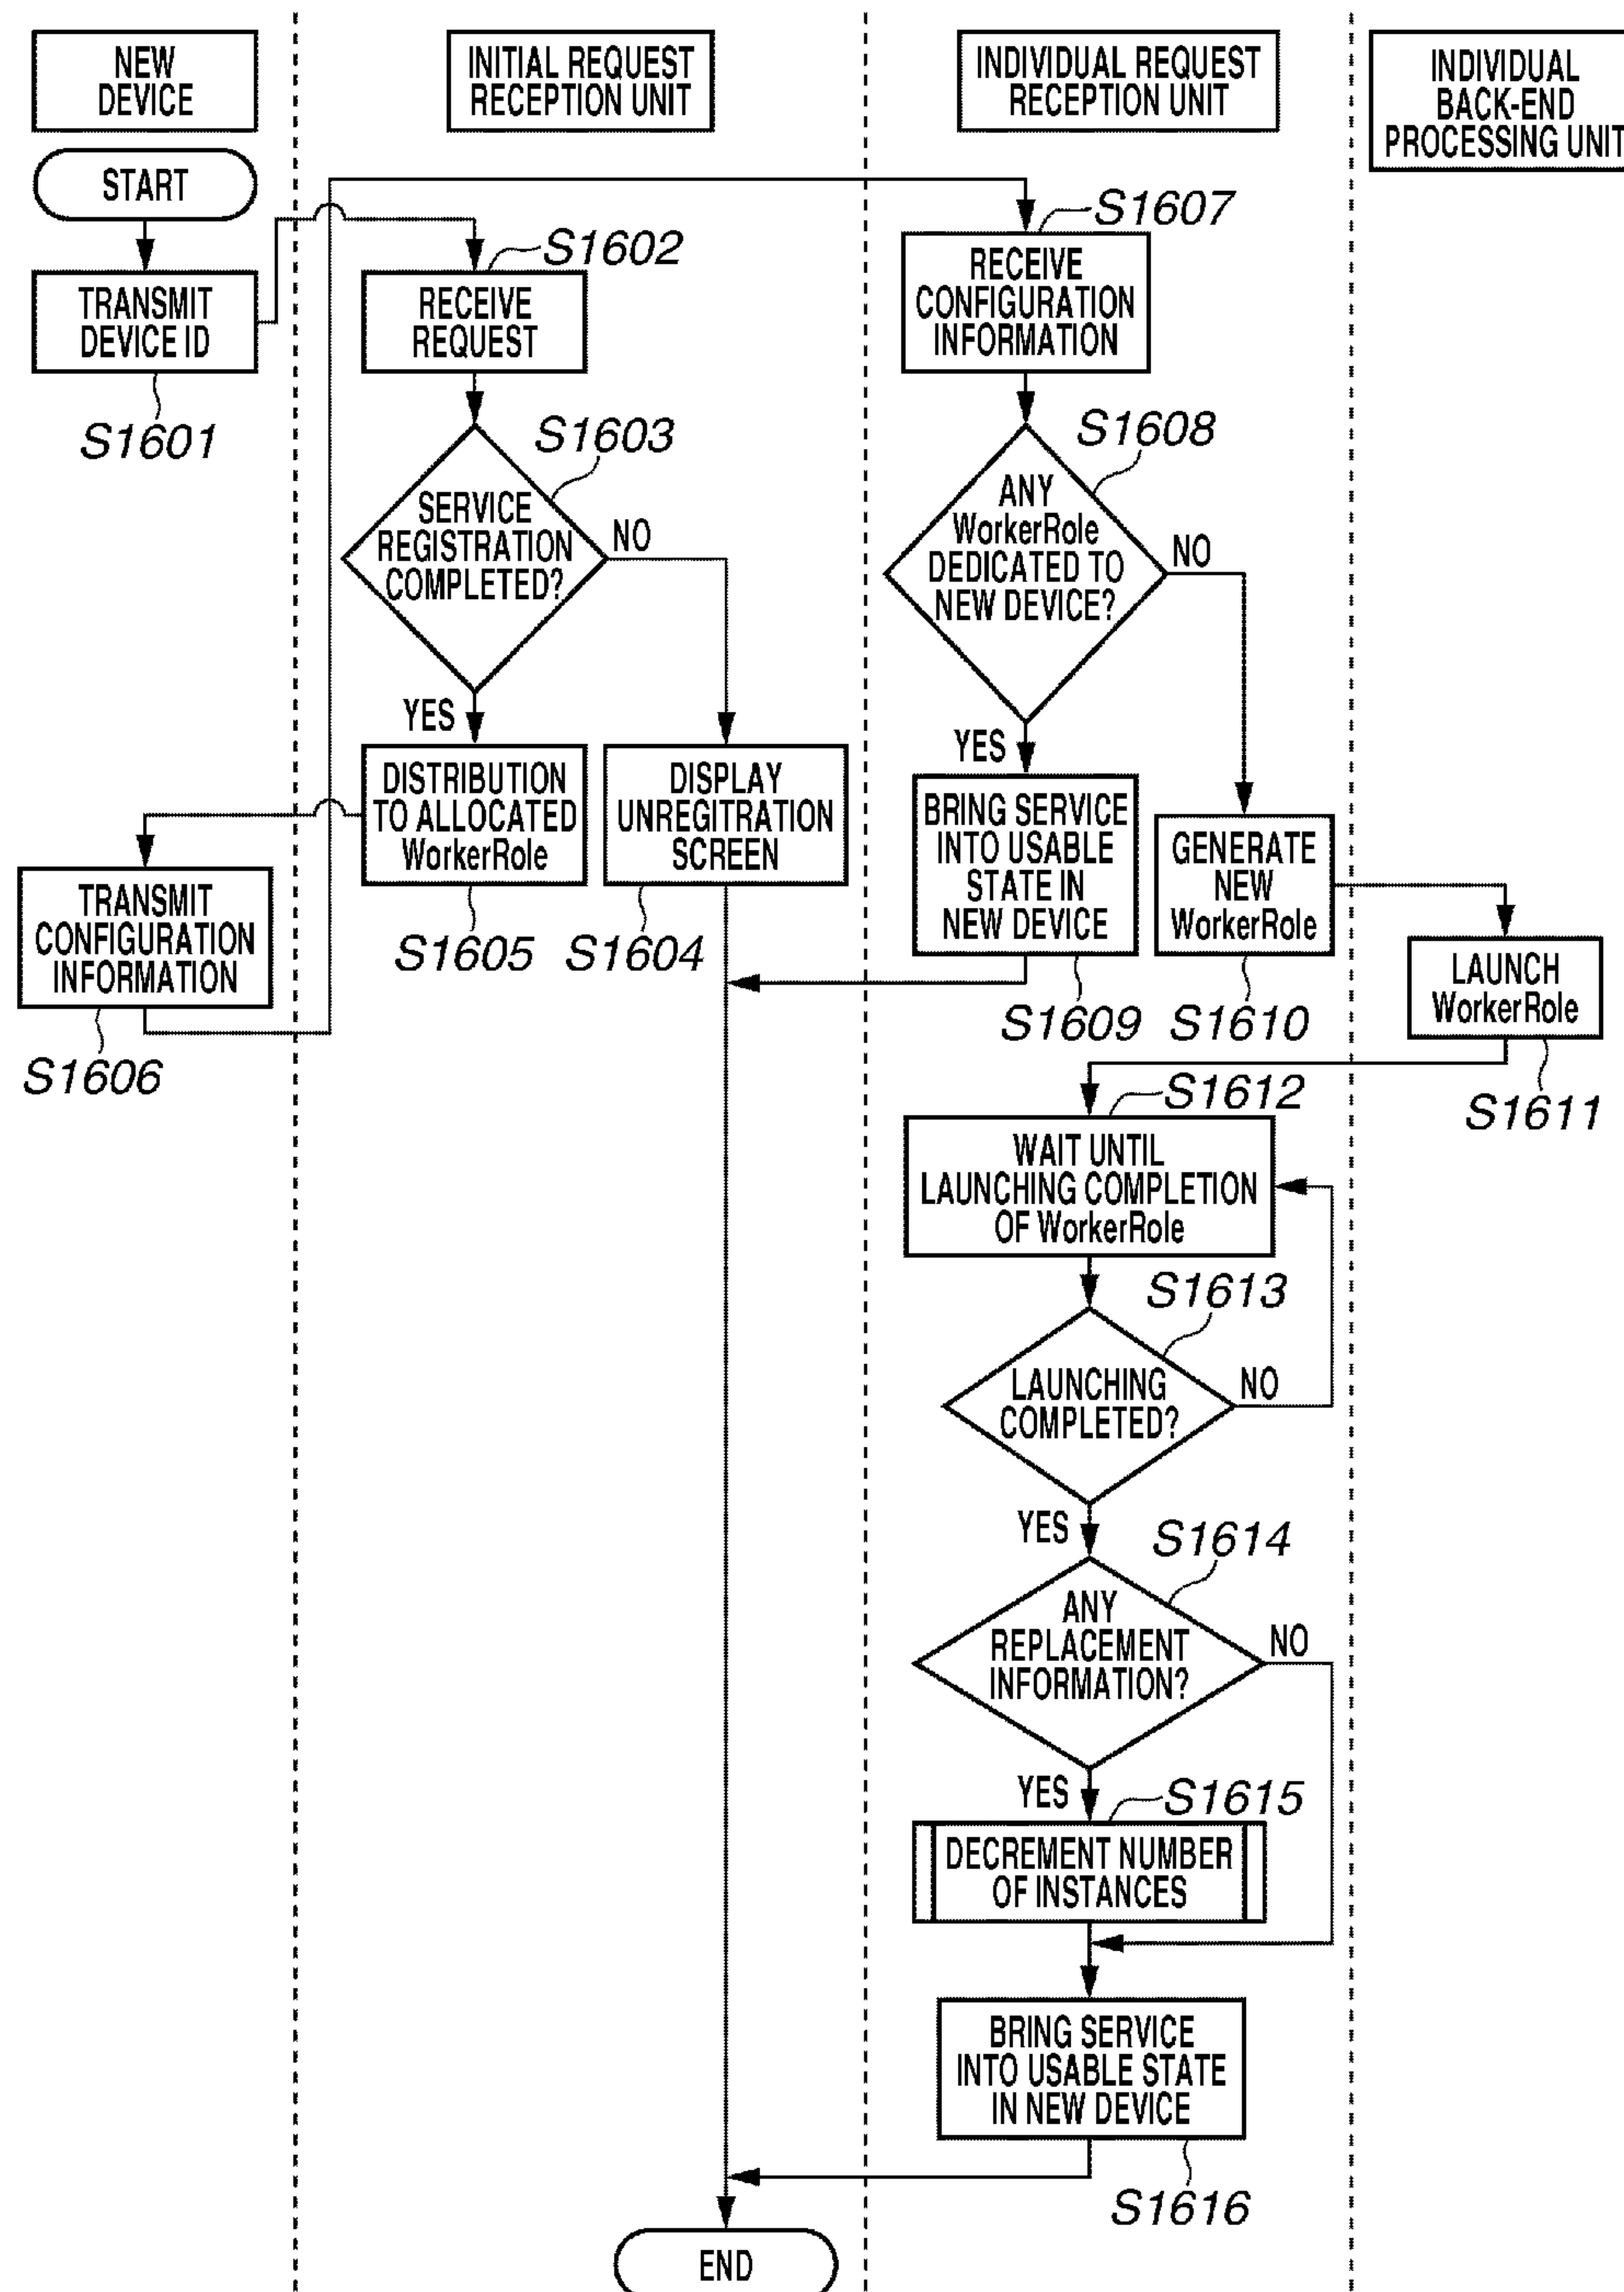 NEW
DEVICE
INITIAL REQUEST
RECEPTION UNIT
INDIVIDUAL REQUEST
RECEPTION UNIT
INDIVIDUAL
BACK-END
PROCESSING UNIT
START
TRANSMIT
DEVICE ID
S1601
S1602
RECEIVE
REQUEST
S1603
SERVICE
REGISTRATION
COMPLETED?
NO
YES
DISTRIBUTION
TO ALLOCATED
WorkerRole
S1605
DISPLAY
UNREGITRATION
SCREEN
S1604
TRANSMIT
CONFIGURATION
INFORMATION
S1606
S1607
RECEIVE
CONFIGURATION
INFORMATION
S1608
ANY
WorkerRole
DEDICATED TO
NEW DEVICE?
NO
YES
BRING SERVICE
INTO USABLE
STATE IN
NEW DEVICE
S1609
GENERATE
NEW
WorkerRole
S1610
LAUNCH
WorkerRole
S1611
S1612
WAIT UNTIL
LAUNCHING COMPLETION
OF WorkerRole
S1613
LAUNCHING
COMPLETED?
NO
YES
S1614
ANY
REPLACEMENT
INFORMATION?
NO
YES
S1615
DECREMENT NUMBER
OF INSTANCES
BRING SERVICE
INTO USABLE STATE
IN NEW DEVICE
S1616
END